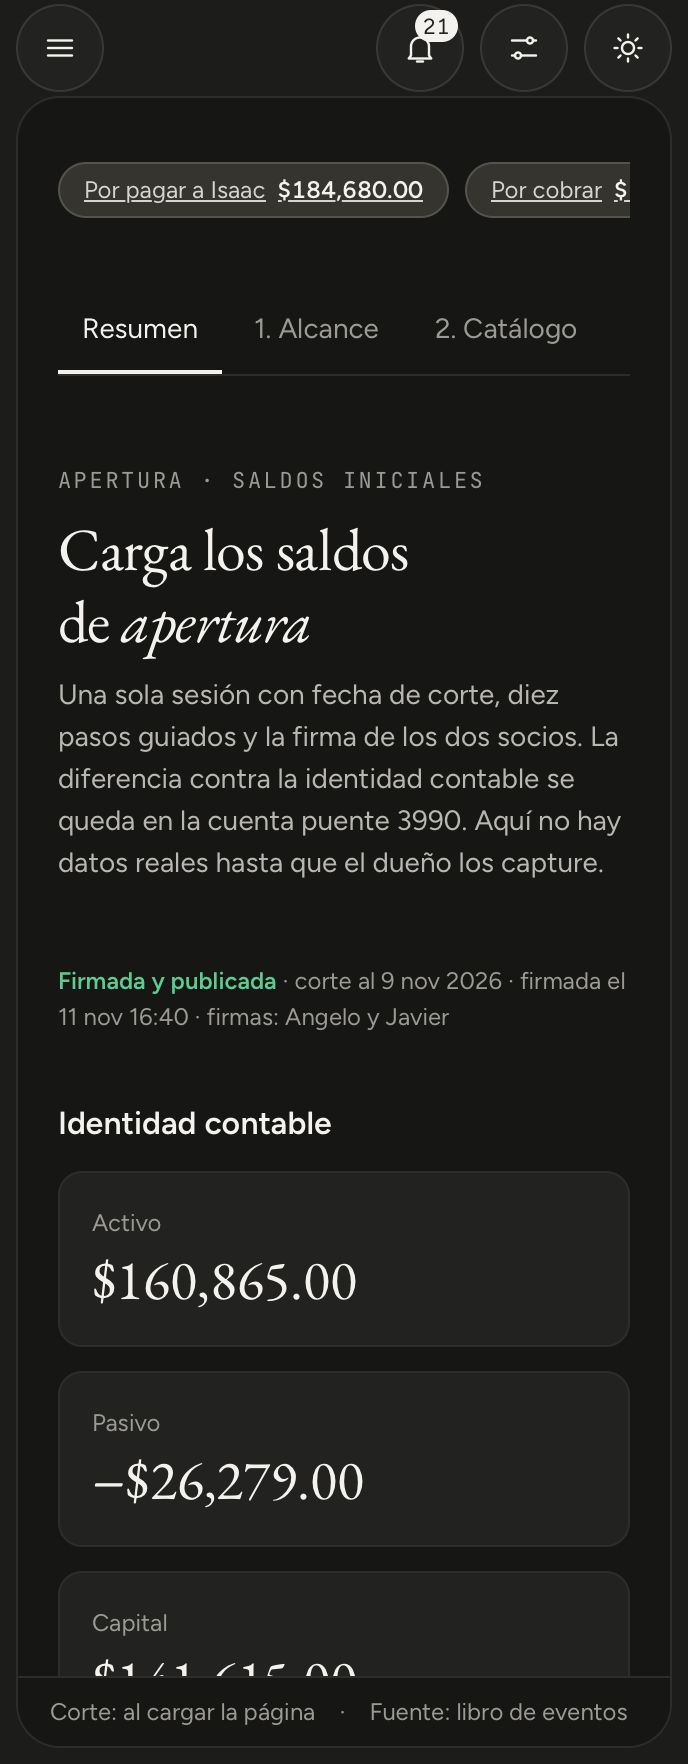 21
Por pagar a Isaac $184,680.00
Por cobrar $
Resumen
1. Alcance
2. Catálogo
APERTURA · SALDOS INICIALES
Carga los saldos
de apertura
Una sola sesión con fecha de corte, diez
pasos guiados y la firma de los dos socios. La
diferencia contra la identidad contable se
queda en la cuenta puente 3990. Aquí no hay
datos reales hasta que el dueño los capture.
Firmada y publicada · corte al 9 nov 2026 · firmada el
11 nov 16:40 · firmas: Angelo y Javier
Identidad contable
Activo
$160,865.00
Pasivo
−$26,279.00
Capital
Corte: al cargar la página · Fuente: libro de eventos